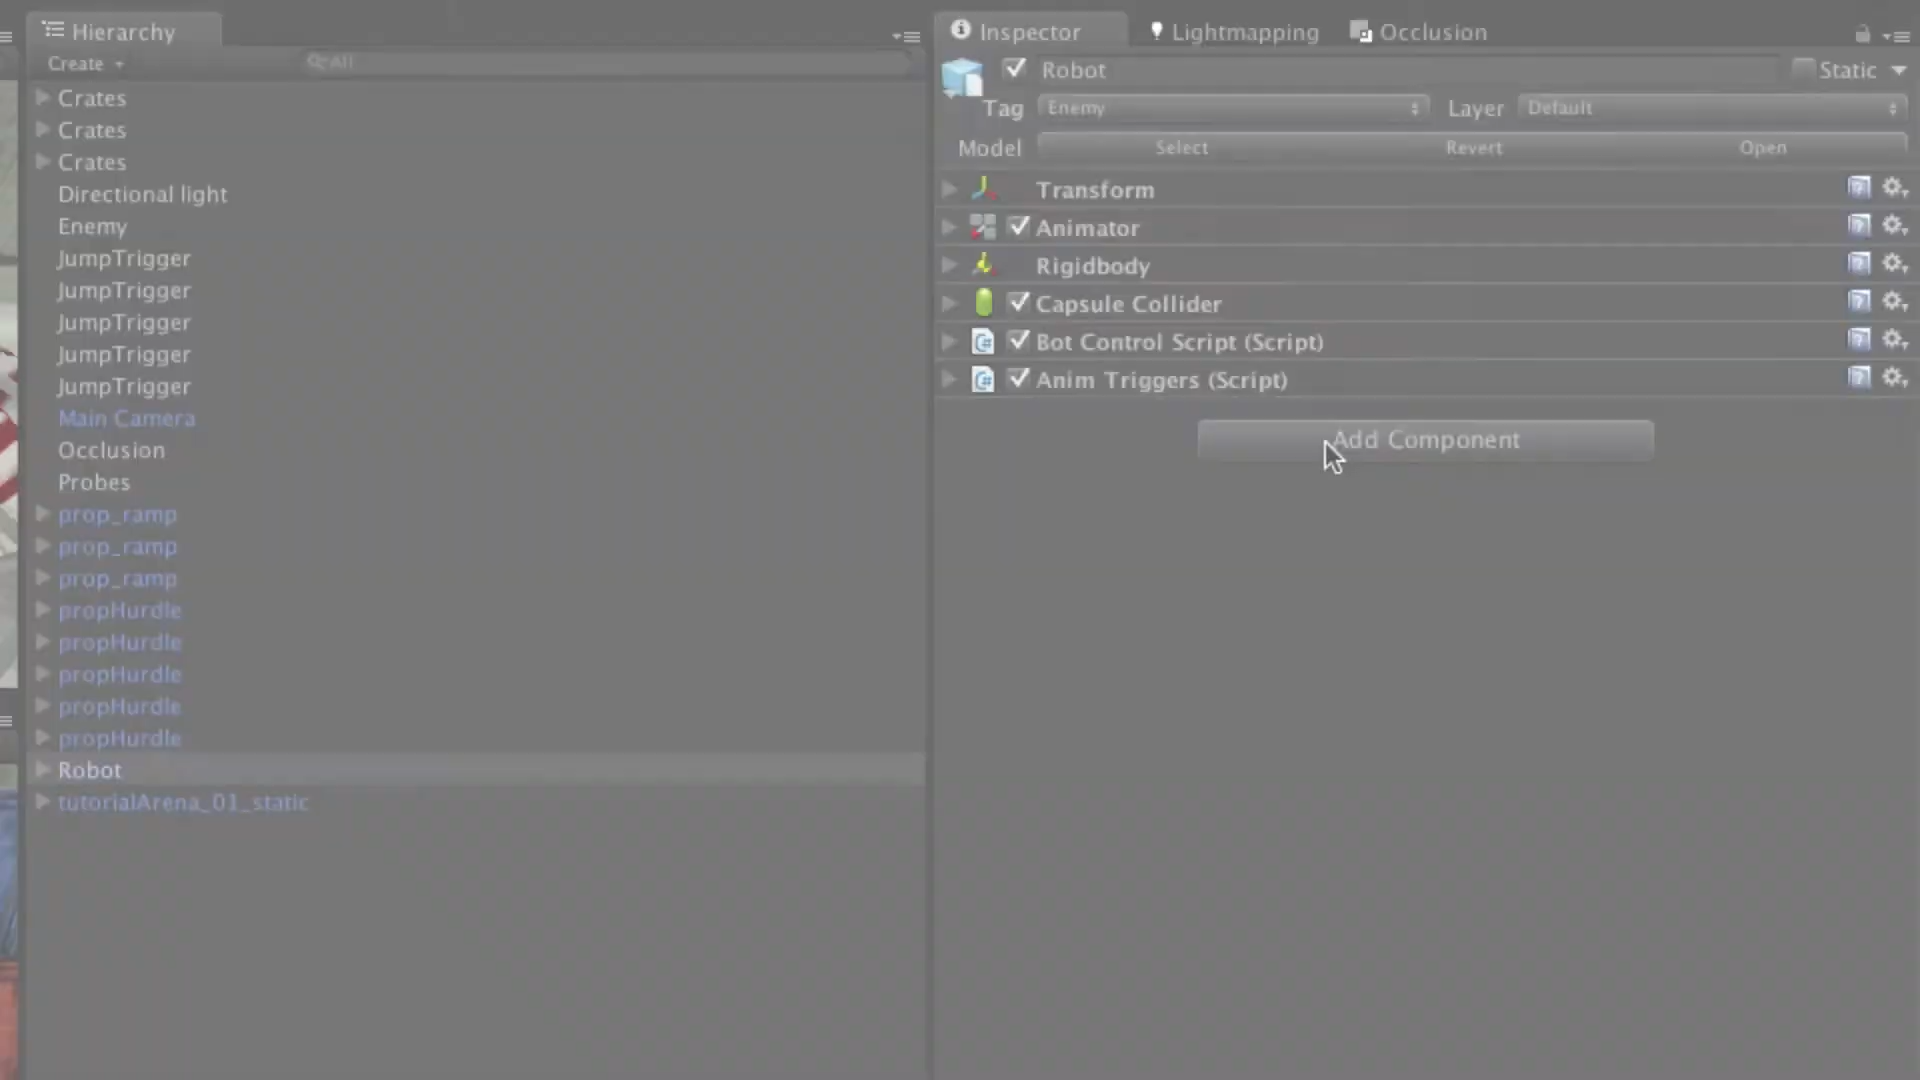 Hierarchy
Create
All
Crates
Crates
Crates
Directional light
Enemy
JumpTrigger
JumpTrigger
JumpTrigger
JumpTrigger
JumpTrigger
Main Camera
Occlusion
Probes
prop_ramp
prop_ramp
prop_ramp
propHurdle
propHurdle
propHurdle
propHurdle
propHurdle
Robot
tutorialArena_01_static
Inspector Lightmapping Occlusion
Robot Static
Tag Enemy Layer Default
Model Select Revert Open
Transform
Animator
Rigidbody
Capsule Collider
Bot Control Script (Script)
Anim Triggers (Script)
Add Component